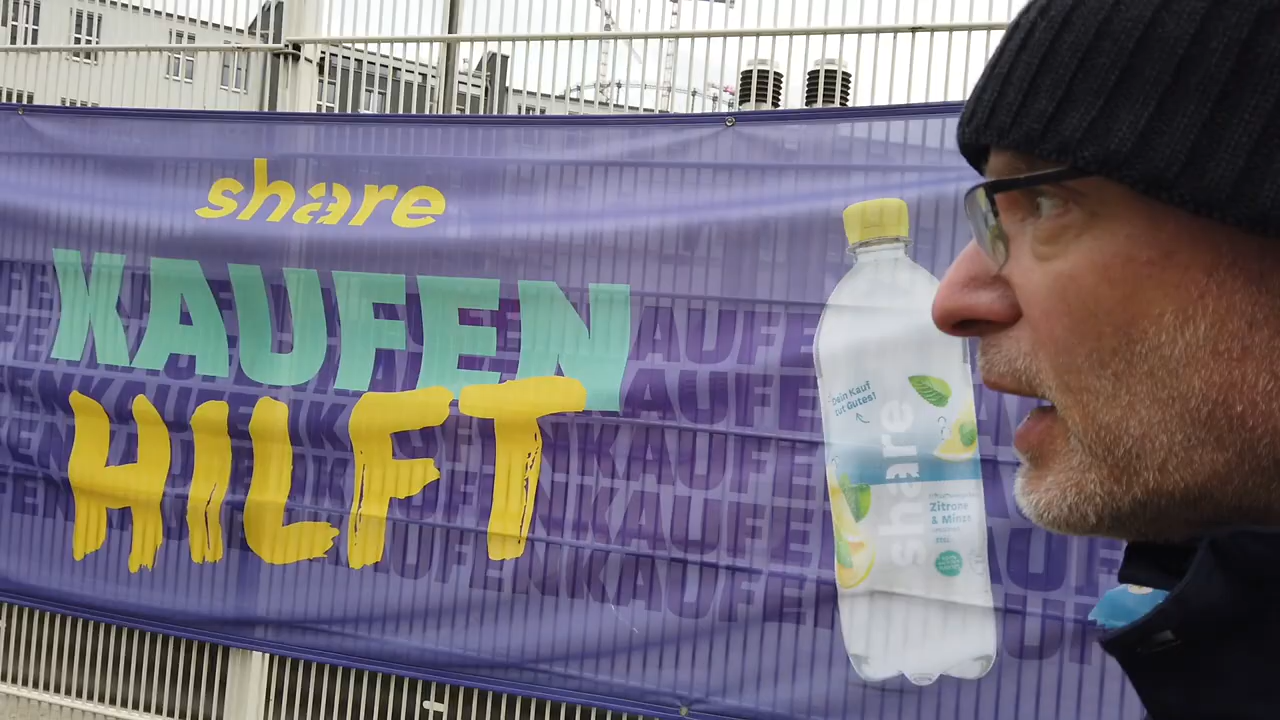 share
KAUFEN
HILFT
Dein Kauf
tut Gutes!
share
Zitrone
& Minze